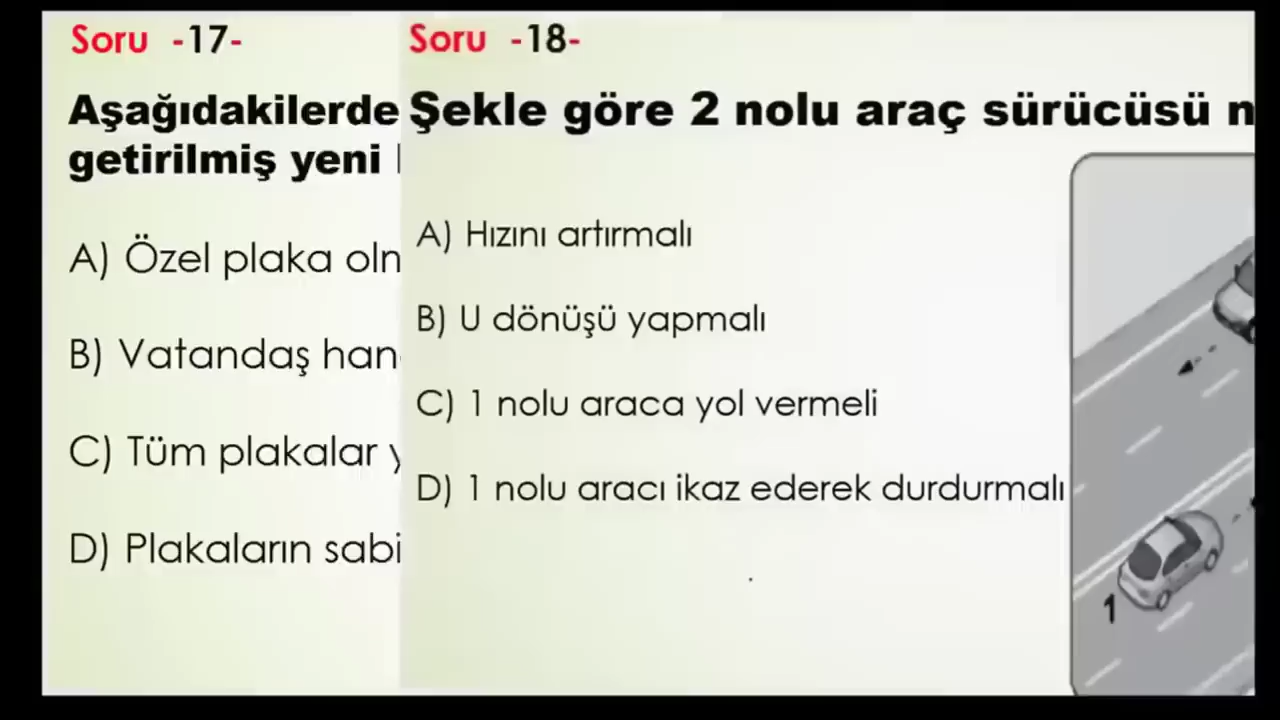 Soru -17-
Aşağıdakilerde
getirilmiş yeni
A) Özel plaka
B) Vatandaş
C) Tüm plakalar
D) Plakaların
Soru -18-
Şekle göre 2 nolu araç sürücüsü
A) Hızını artırmalı
B) U dönüşü yapmalı
C) 1 nolu araca yol vermeli
D) 1 nolu aracı ikaz ederek durdurmalı
1